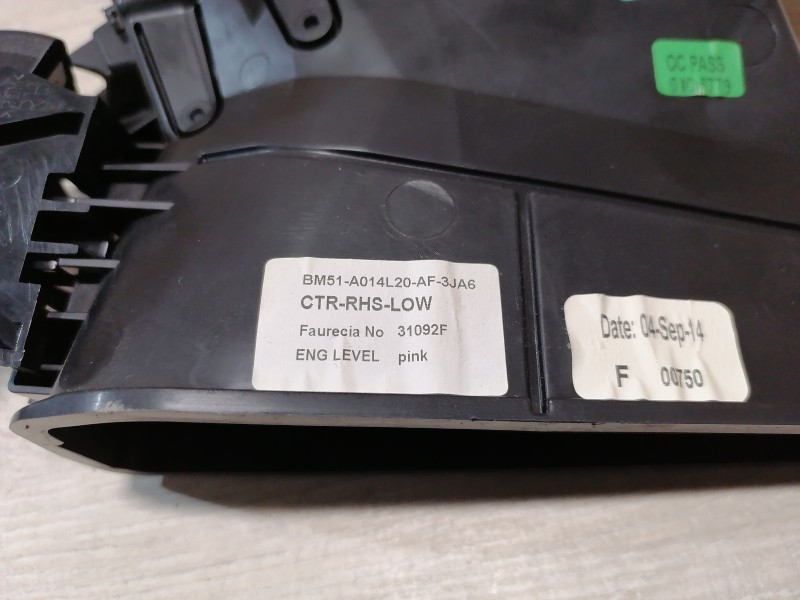 QC PASS
BM51-A014L20-AF-3JA6
CTR-RHS-LOW
Faurecia No 31092F
ENG LEVEL pink
Date: 04-Sep-14
F 00750